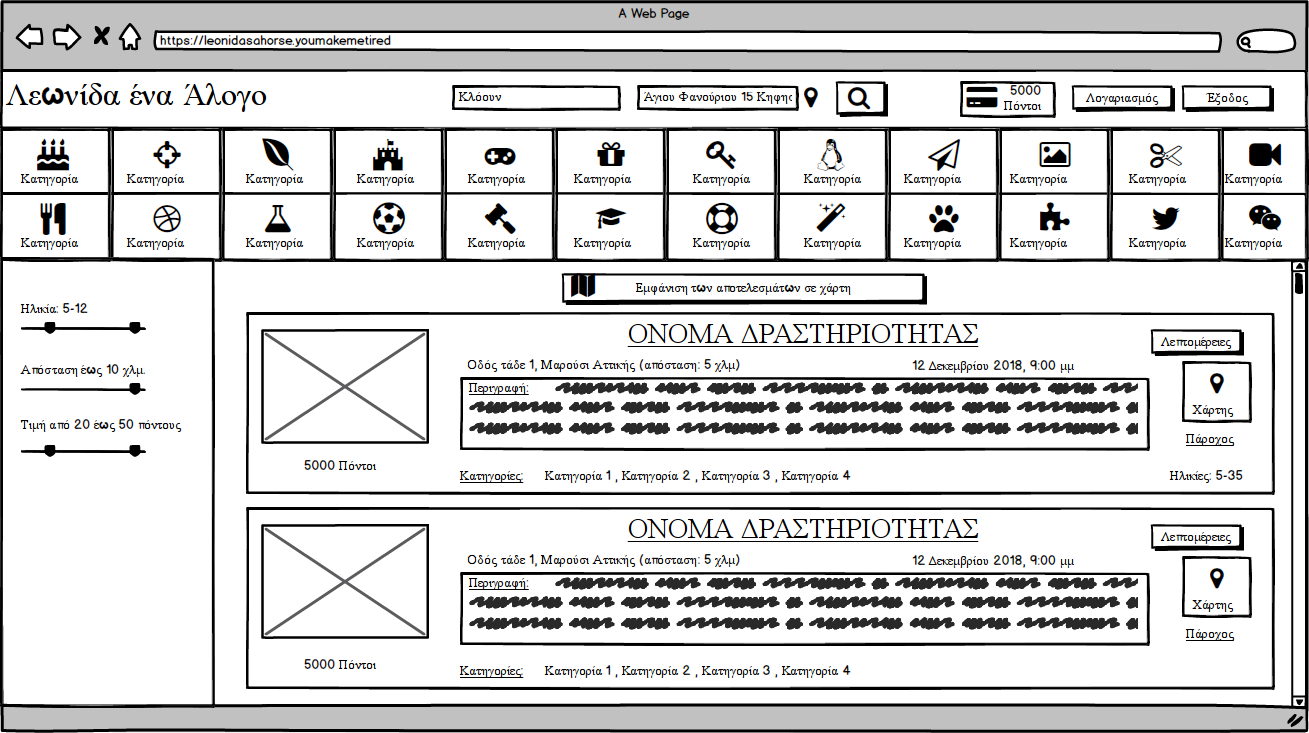 A Web Page
https://leonidasahorse.youmakemetired
Λεωνίδα ένα Άλογο
Κλόουν
Άγιου Φανούριου 15 Κηφης
5000 Πόντοι
Λογαριασμός
Έξοδος
Κατηγορία Κατηγορία Κατηγορία Κατηγορία Κατηγορία Κατηγορία Κατηγορία Κατηγορία Κατηγορία Κατηγορία Κατηγορία Κατηγορία
Κατηγορία Κατηγορία Κατηγορία Κατηγορία Κατηγορία Κατηγορία Κατηγορία Κατηγορία Κατηγορία Κατηγορία Κατηγορία Κατηγορία
Ηλικία: 5-12
Απόσταση έως 10 χλμ.
Τιμή από 20 έως 50 πόντους
Εμφάνιση των αποτελεσμάτων σε χάρτη
ΟΝΟΜΑ ΔΡΑΣΤΗΡΙΟΤΗΤΑΣ
Λεπτομέρειες
Οδός τάδε 1, Μαρούσι Αττικής (απόσταση: 5 χλμ)
12 Δεκεμβρίου 2018, 9:00 μμ
Περιγραφή:
Χάρτης
Πάροχος
5000 Πόντοι
Κατηγορίες: Κατηγορία 1 , Κατηγορία 2 , Κατηγορία 3 , Κατηγορία 4
Ηλικίες: 5-35
ΟΝΟΜΑ ΔΡΑΣΤΗΡΙΟΤΗΤΑΣ
Λεπτομέρειες
Οδός τάδε 1, Μαρούσι Αττικής (απόσταση: 5 χλμ)
12 Δεκεμβρίου 2018, 9:00 μμ
Περιγραφή:
Χάρτης
Πάροχος
5000 Πόντοι
Κατηγορίες: Κατηγορία 1 , Κατηγορία 2 , Κατηγορία 3 , Κατηγορία 4